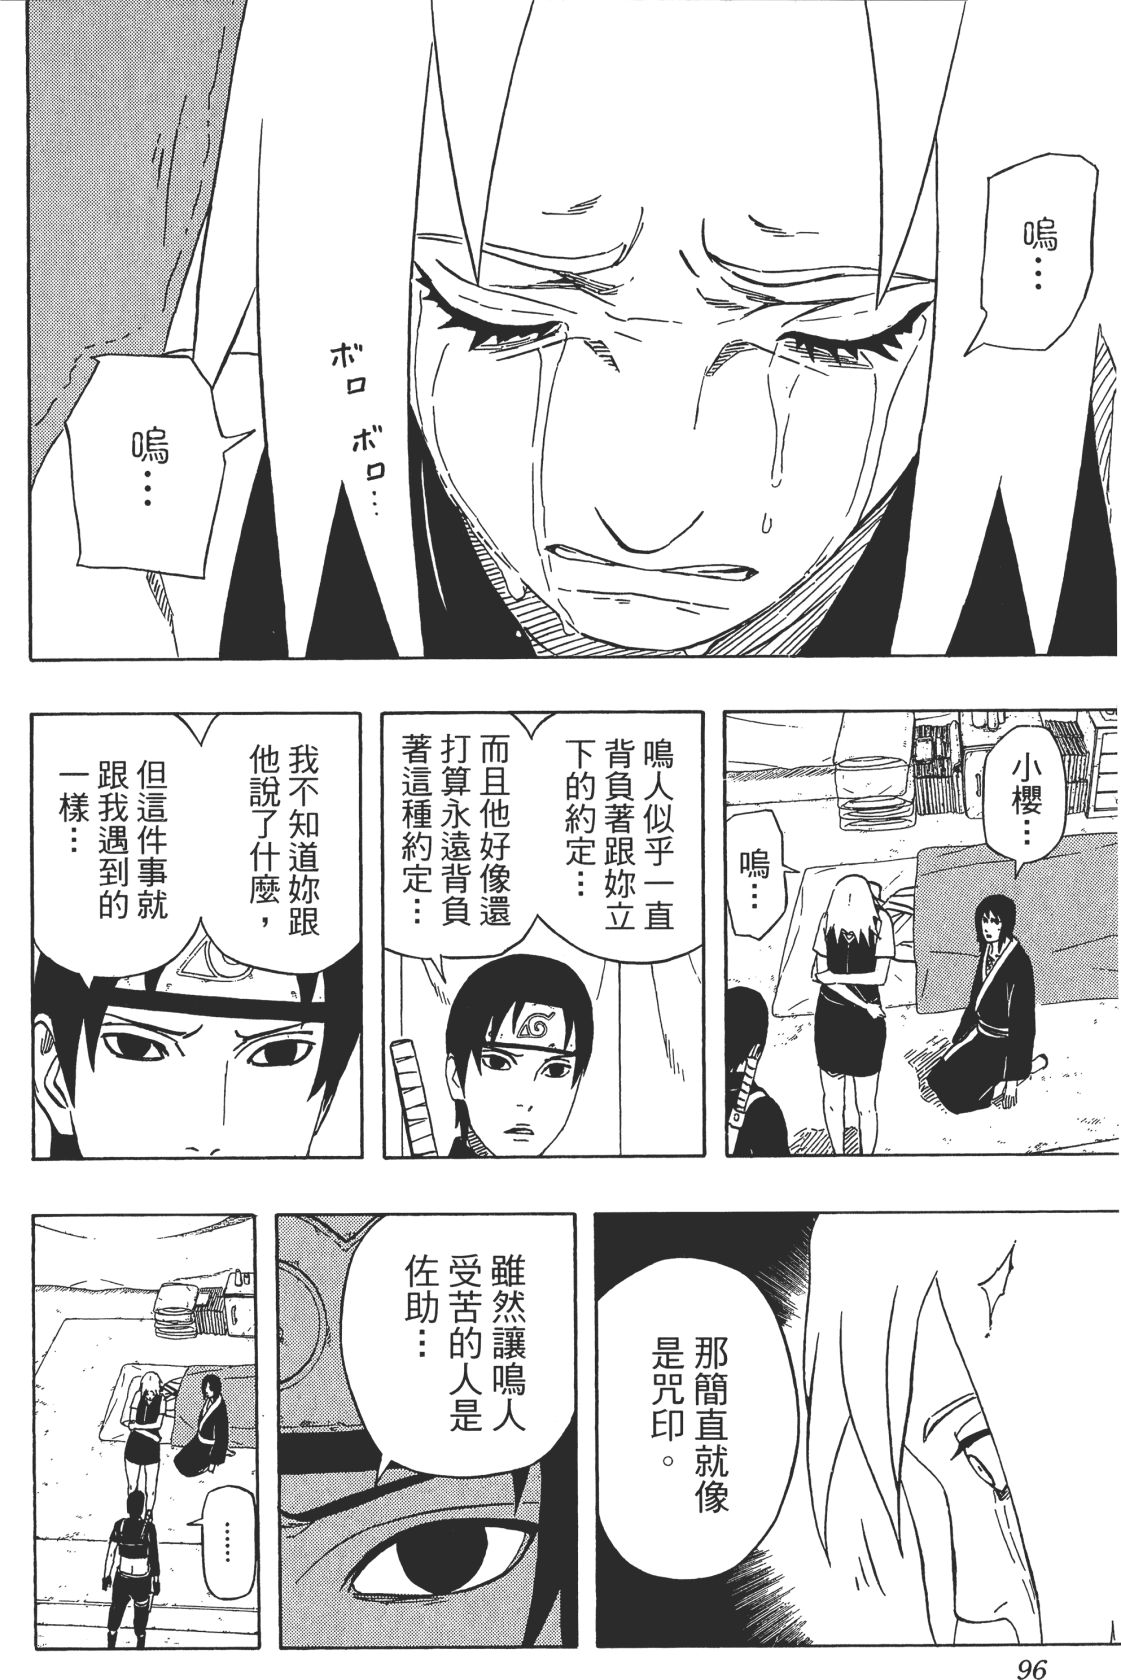 嗚…
ボロ
ボロ…
嗚…
小櫻…
嗚…
鳴人似乎一直
背負著跟妳立
下的約定…
而且他好像還
打算永遠背負
著這種約定…
我不知道妳跟
他說了什麼，
但這件事就
跟我遇到的
一樣…
那簡直就像
是咒印。
雖然讓鳴人
受苦的人是
佐助…
……
96